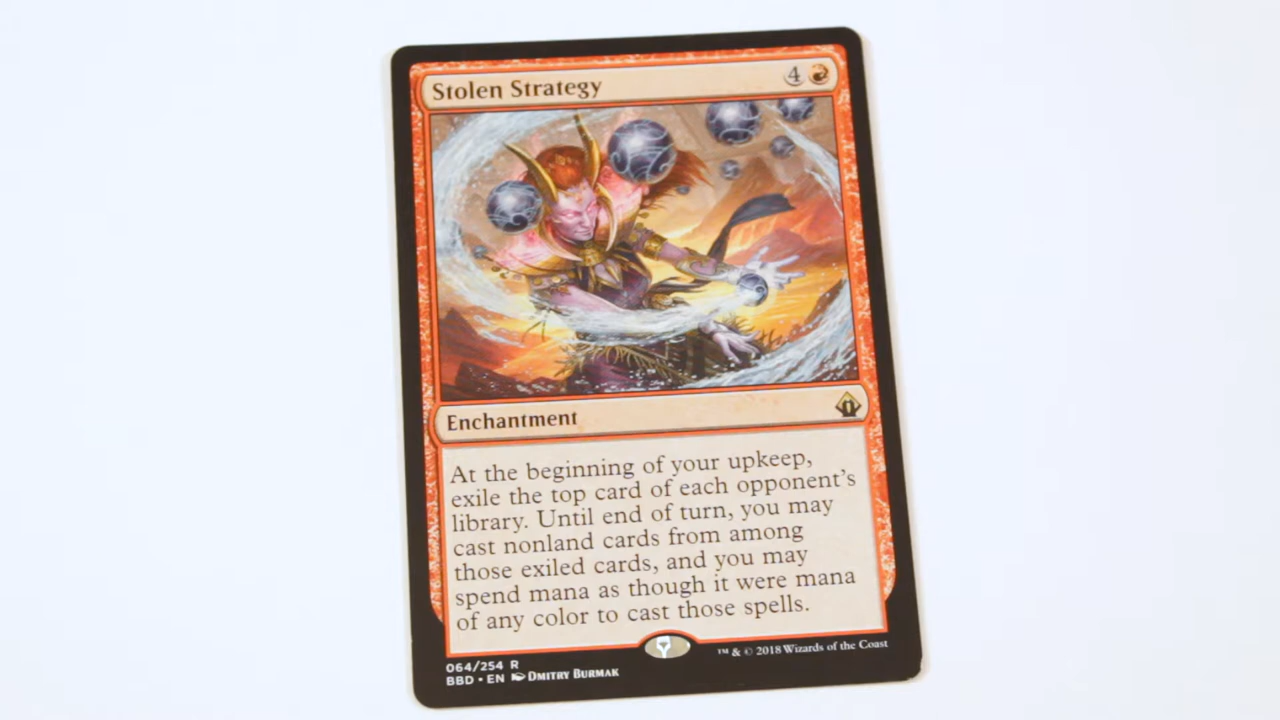 Stolen Strategy 4
Enchantment
At the beginning of your upkeep,
exile the top card of each opponent's
library. Until end of turn, you may
cast nonland cards from among
those exiled cards, and you may
spend mana as though it were mana
of any color to cast those spells.
064/254 R
BBD • EN Dmitry Burmak
™ & © 2018 Wizards of the Coast